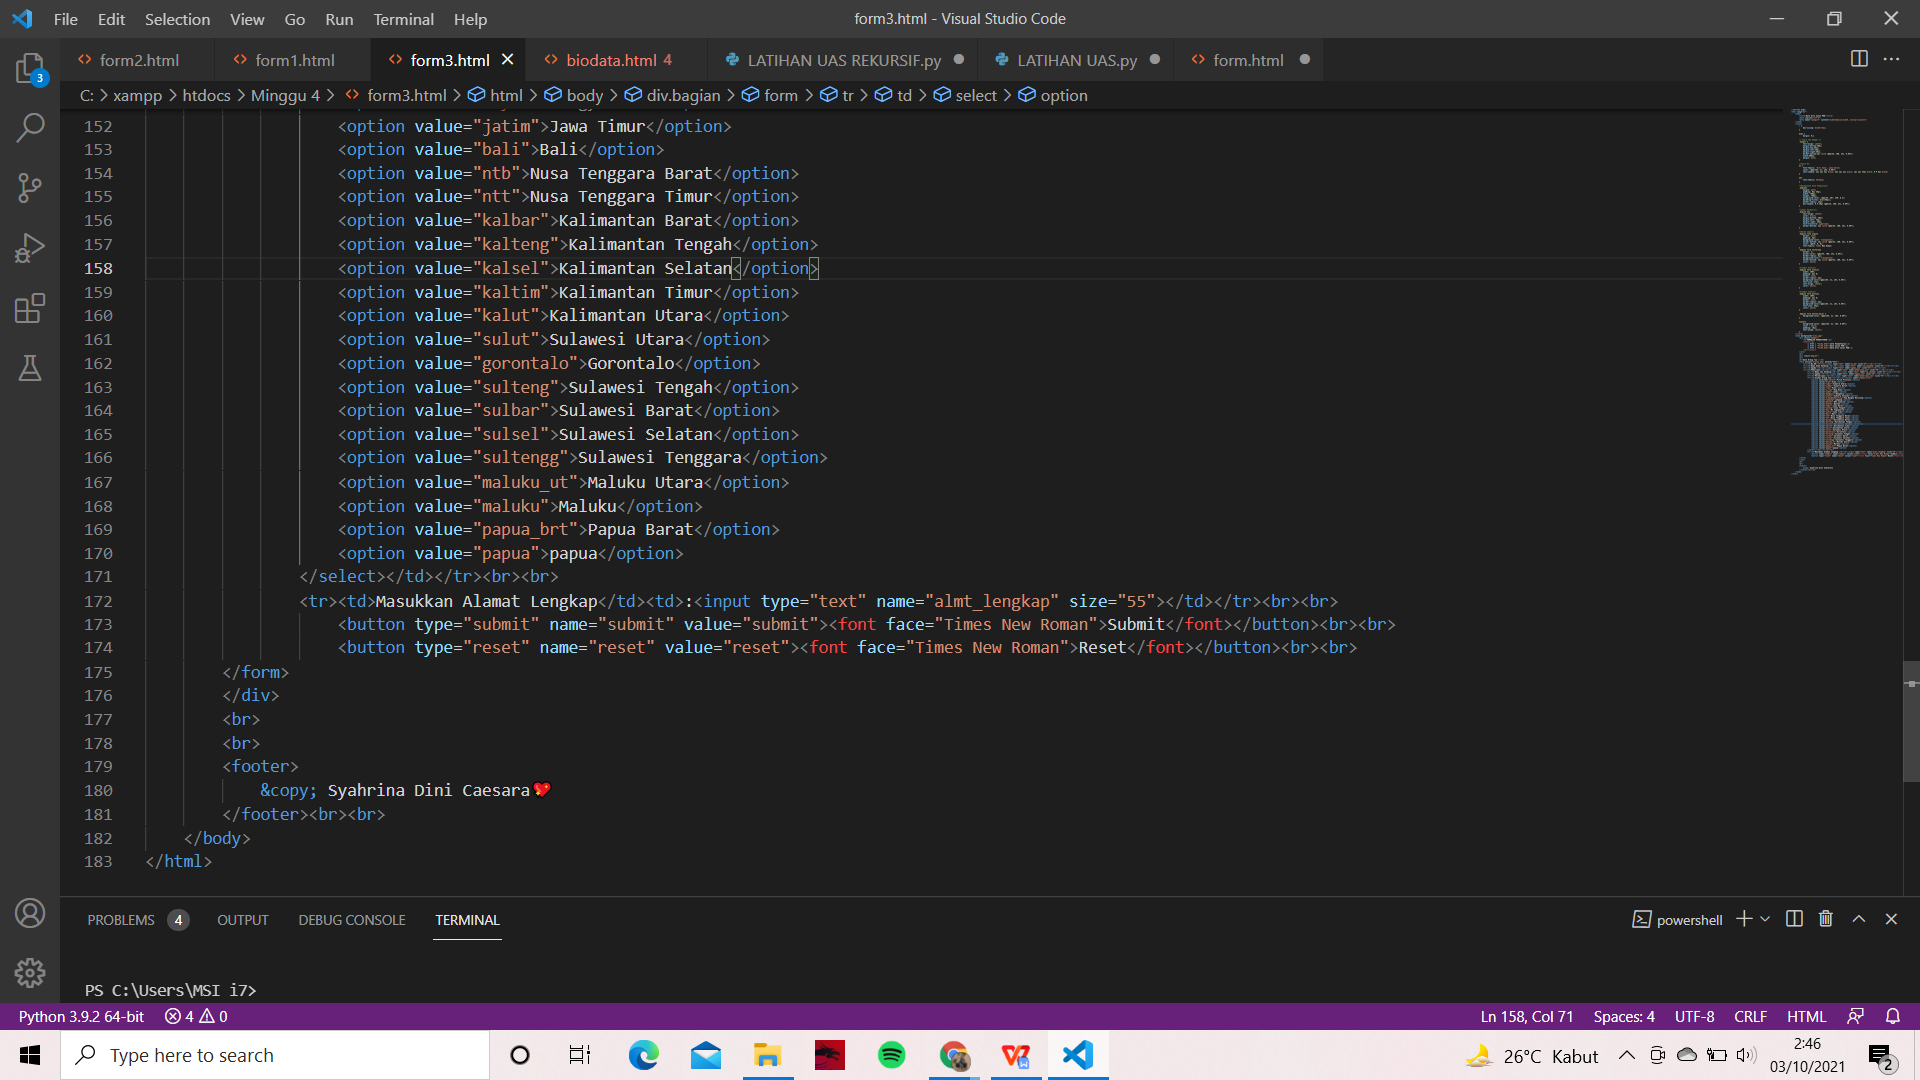 File Edit Selection View Go Run Terminal Help
form3.html - Visual Studio Code
form2.html form1.html form3.html biodata.html 4 LATIHAN UAS REKURSIF.py LATIHAN UAS.py form.html
3
C: > xampp > htdocs > Minggu 4 > form3.html > html > body > div.bagian > form > tr > td > select > option
152 <option value="jatim">Jawa Timur</option>
153 <option value="bali">Bali</option>
154 <option value="ntb">Nusa Tenggara Barat</option>
155 <option value="ntt">Nusa Tenggara Timur</option>
156 <option value="kalbar">Kalimantan Barat</option>
157 <option value="kalteng">Kalimantan Tengah</option>
158 <option value="kalsel">Kalimantan Selatan</option>
159 <option value="kaltim">Kalimantan Timur</option>
160 <option value="kalut">Kalimantan Utara</option>
161 <option value="sulut">Sulawesi Utara</option>
162 <option value="gorontalo">Gorontalo</option>
163 <option value="sulteng">Sulawesi Tengah</option>
164 <option value="sulbar">Sulawesi Barat</option>
165 <option value="sulsel">Sulawesi Selatan</option>
166 <option value="sultengg">Sulawesi Tenggara</option>
167 <option value="maluku_ut">Maluku Utara</option>
168 <option value="maluku">Maluku</option>
169 <option value="papua_brt">Papua Barat</option>
170 <option value="papua">papua</option>
171 </select></td></tr><br><br>
172 <tr><td>Masukkan Alamat Lengkap</td><td>:<input type="text" name="almt_lengkap" size="55"></td></tr><br><br>
173 <button type="submit" name="submit" value="submit"><font face="Times New Roman">Submit</font></button><br><br>
174 <button type="reset" name="reset" value="reset"><font face="Times New Roman">Reset</font></button><br><br>
175 </form>
176 </div>
177 <br>
178 <br>
179 <footer>
180 &copy; Syahrina Dini Caesara💖
181 </footer><br><br>
182 </body>
183 </html>
PROBLEMS 4 OUTPUT DEBUG CONSOLE TERMINAL
powershell
PS C:\Users\MSI i7>
Python 3.9.2 64-bit 4 0
Ln 158, Col 71 Spaces: 4 UTF-8 CRLF HTML
Type here to search
26°C Kabut
2:46
03/10/2021
2